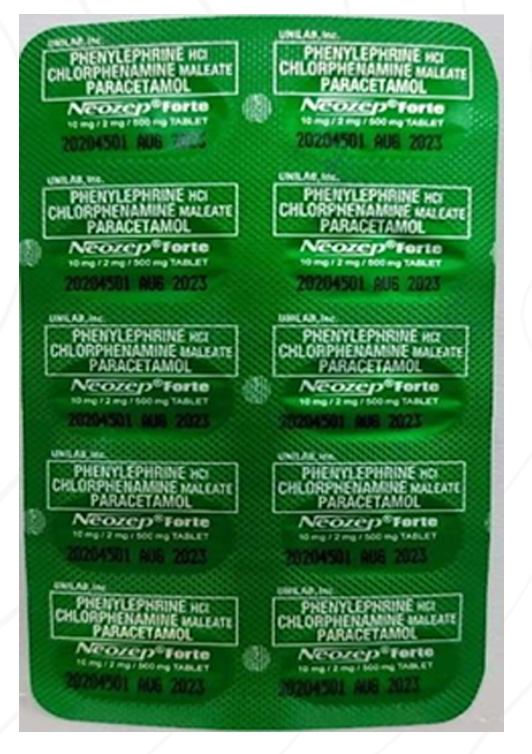 UNILAB, Inc.
PHENYLEPHRINE HCl
CHLORPHENAMINE MALEATE
PARACETAMOL
Neozep® Forte
10 mg / 2 mg / 500 mg TABLET
20204501 AUG 2023
UNILAB, Inc.
PHENYLEPHRINE HCl
CHLORPHENAMINE MALEATE
PARACETAMOL
Neozep® Forte
10 mg / 2 mg / 500 mg TABLET
20204501 AUG 2023
UNILAB, Inc.
PHENYLEPHRINE HCl
CHLORPHENAMINE MALEATE
PARACETAMOL
Neozep® Forte
10 mg / 2 mg / 500 mg TABLET
20204501 AUG 2023
UNILAB, Inc.
PHENYLEPHRINE HCl
CHLORPHENAMINE MALEATE
PARACETAMOL
Neozep® Forte
10 mg / 2 mg / 500 mg TABLET
20204501 AUG 2023
UNILAB, Inc.
PHENYLEPHRINE HCl
CHLORPHENAMINE MALEATE
PARACETAMOL
Neozep® Forte
10 mg / 2 mg / 500 mg TABLET
20204501 AUG 2023
UNILAB, Inc.
PHENYLEPHRINE HCl
CHLORPHENAMINE MALEATE
PARACETAMOL
Neozep® Forte
10 mg / 2 mg / 500 mg TABLET
20204501 AUG 2023
UNILAB, Inc.
PHENYLEPHRINE HCl
CHLORPHENAMINE MALEATE
PARACETAMOL
Neozep® Forte
10 mg / 2 mg / 500 mg TABLET
20204501 AUG 2023
UNILAB, Inc.
PHENYLEPHRINE HCl
CHLORPHENAMINE MALEATE
PARACETAMOL
Neozep® Forte
10 mg / 2 mg / 500 mg TABLET
20204501 AUG 2023
UNILAB, Inc.
PHENYLEPHRINE HCl
CHLORPHENAMINE MALEATE
PARACETAMOL
Neozep® Forte
10 mg / 2 mg / 500 mg TABLET
20204501 AUG 2023
UNILAB, Inc.
PHENYLEPHRINE HCl
CHLORPHENAMINE MALEATE
PARACETAMOL
Neozep® Forte
10 mg / 2 mg / 500 mg TABLET
20204501 AUG 2023